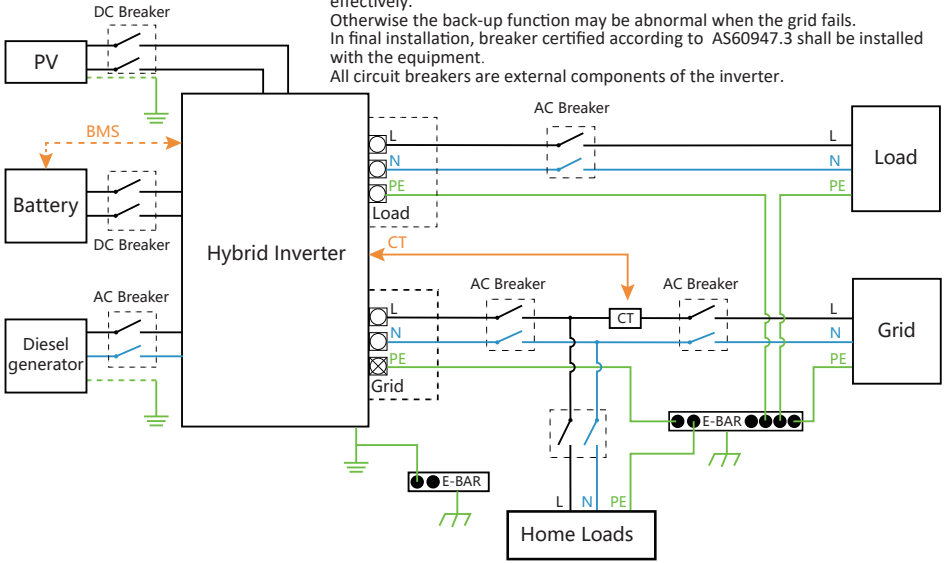 effectively.
Otherwise the back-up function may be abnormal when the grid fails.
In final installation, breaker certified according to AS60947.3 shall be installed
with the equipment.
All circuit breakers are external components of the inverter.
DC Breaker
PV
BMS
Battery
DC Breaker
AC Breaker
Diesel
generator
Hybrid Inverter
L
N
PE
Load
AC Breaker
L
N
PE
Load
CT
L
N
PE
Grid
AC Breaker
CT
AC Breaker
L
N
PE
Grid
E-BAR
E-BAR
L
N
PE
Home Loads